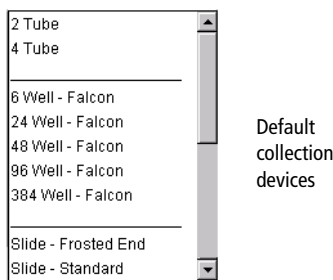 2 Tube
4 Tube
6 Well - Falcon
24 Well - Falcon
48 Well - Falcon
96 Well - Falcon
384 Well - Falcon
Slide - Frosted End
Slide - Standard
Default
collection
devices